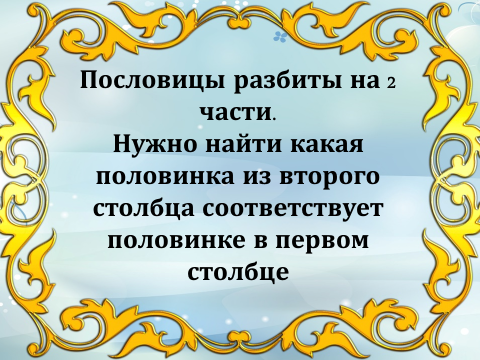 Пословицы разбиты на 2
части.
Нужно найти какая
половинка из второго
столбца соответствует
половинке в первом
столбце